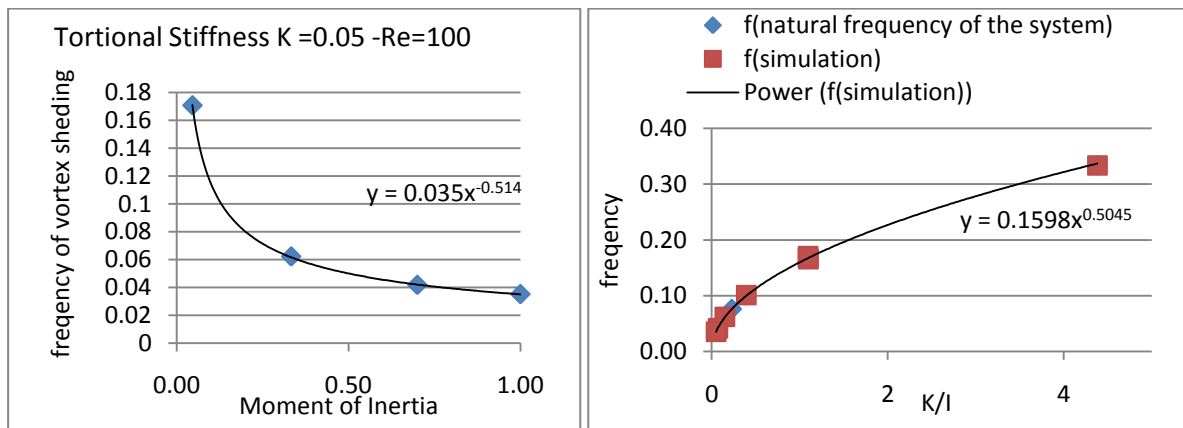 Tortional Stiffness K =0.05 -Re=100
freqency of vortex sheding
0.18
0.16
0.14
0.12
0.1
0.08
0.06
0.04
0.02
0
y = 0.035x^-0.514
0.00
0.50
1.00
Moment of Inertia
f(natural frequency of the system)
f(simulation)
Power (f(simulation))
freqency
0.40
0.30
0.20
0.10
0.00
y = 0.1598x^0.5045
0
2
4
K/I